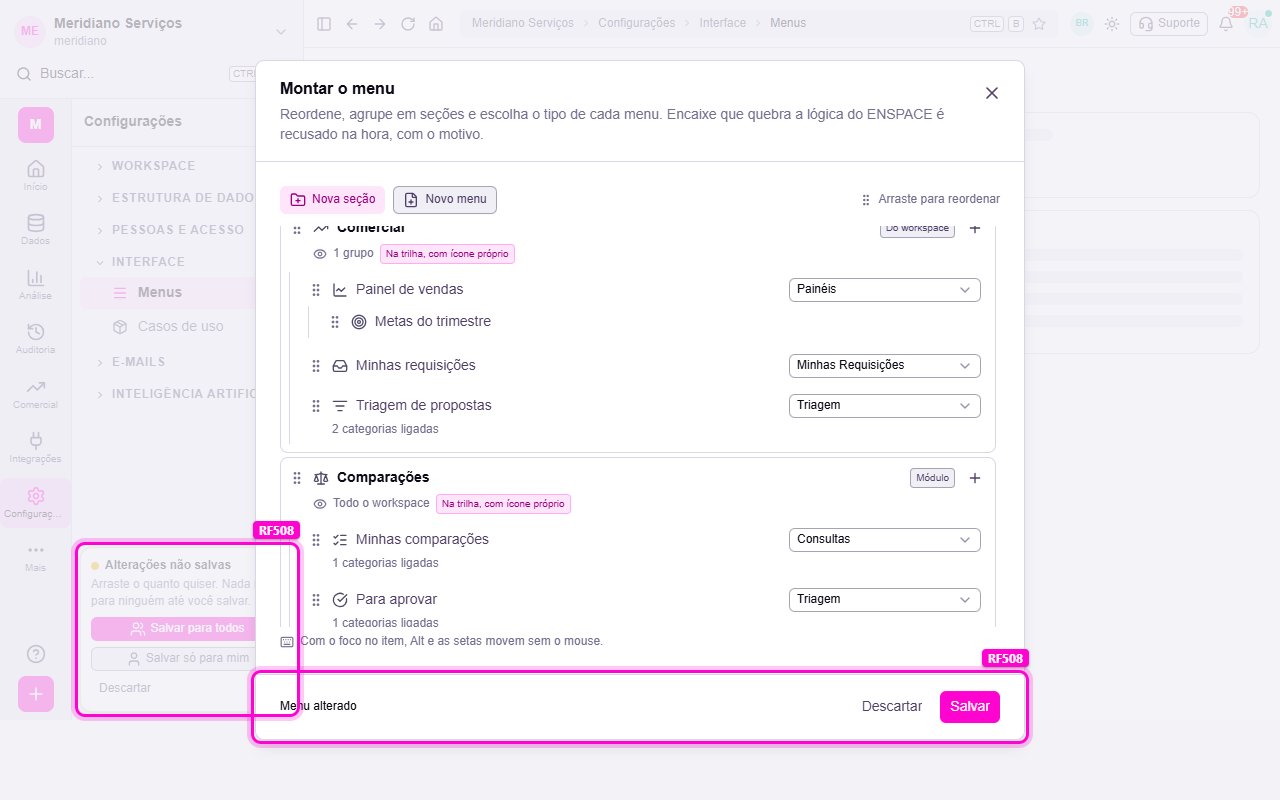 ME
Meridiano Serviços
meridiano
Buscar...
CTRL
Meridiano Serviços
Configurações
Interface
Menus
CTRL
B
BR
Suporte
99+
RA
M
Início
Dados
Análise
Auditoria
Comercial
Integrações
Configuraç...
Mais
Configurações
WORKSPACE
ESTRUTURA DE DADO
PESSOAS E ACESSO
INTERFACE
Menus
Casos de uso
E-MAILS
INTELIGÊNCIA ARTIFIC
RF508
Alterações não salvas
Arraste o quanto quiser. Nada
para ninguém até você salvar.
Salvar para todos
Salvar só para mim
Descartar
Montar o menu
Reordene, agrupe em seções e escolha o tipo de cada menu. Encaixe que quebra a lógica do ENSPACE é
recusado na hora, com o motivo.
Nova seção
Novo menu
Arraste para reordenar
Comercial
Do workspace
1 grupo
Na trilha, com ícone próprio
Painel de vendas
Painéis
Metas do trimestre
Minhas requisições
Minhas Requisições
Triagem de propostas
Triagem
2 categorias ligadas
Comparações
Módulo
Todo o workspace
Na trilha, com ícone próprio
Minhas comparações
Consultas
1 categorias ligadas
Para aprovar
Triagem
1 categorias ligadas
Com o foco no item, Alt e as setas movem sem o mouse.
RF508
Menu alterado
Descartar
Salvar